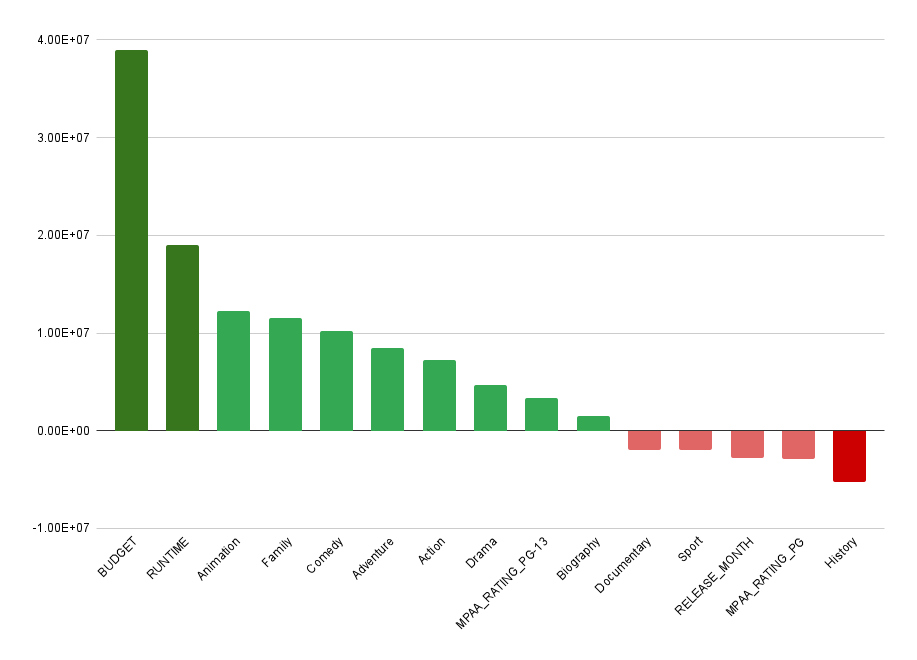 4.00E+07
3.00E+07
2.00E+07
1.00E+07
0.00E+00
-1.00E+07
BUDGET
RUNTIME
Animation
Family
Comedy
Adventure
Action
Drama
MPAA_RATING_PG-13
Biography
Documentary
Sport
RELEASE_MONTH
MPAA_RATING_PG
History